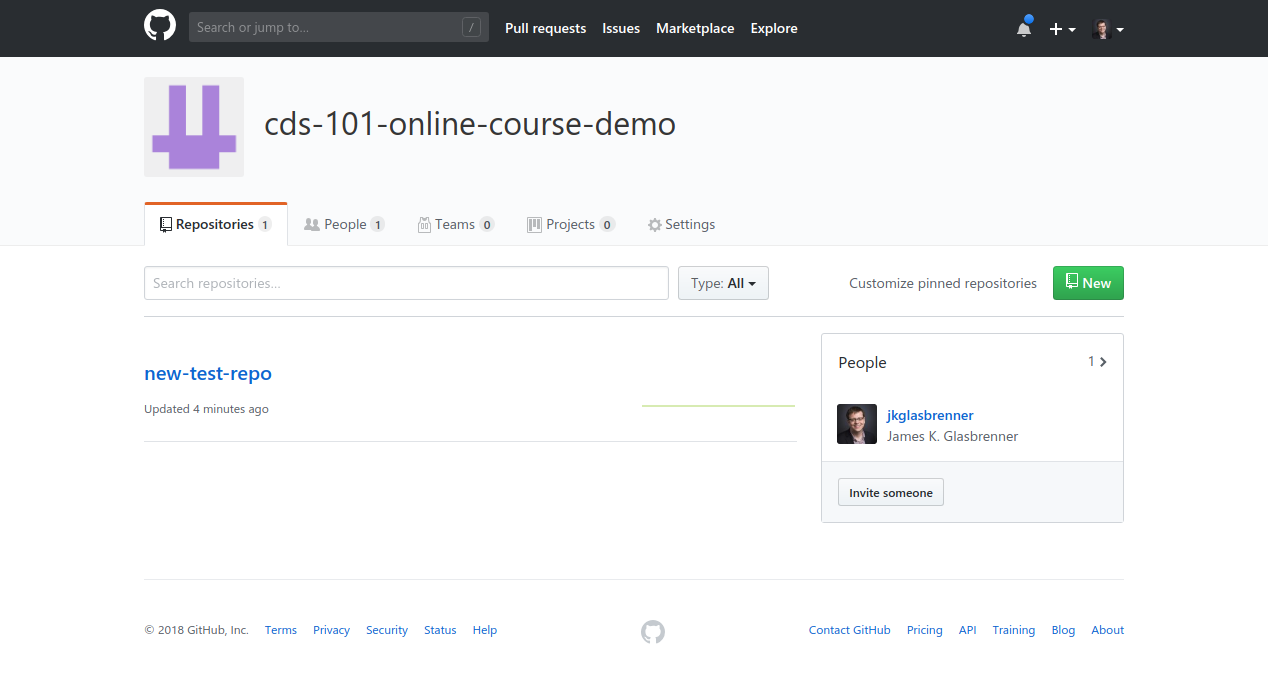 Search or jump to... / Pull requests Issues Marketplace Explore
cds-101-online-course-demo
Repositories 1 People 1 Teams 0 Projects 0 Settings
Search repositories... Type: All Customize pinned repositories New
People 1
new-test-repo
Updated 4 minutes ago
jkglasbrenner
James K. Glasbrenner
Invite someone
© 2018 GitHub, Inc. Terms Privacy Security Status Help Contact GitHub Pricing API Training Blog About